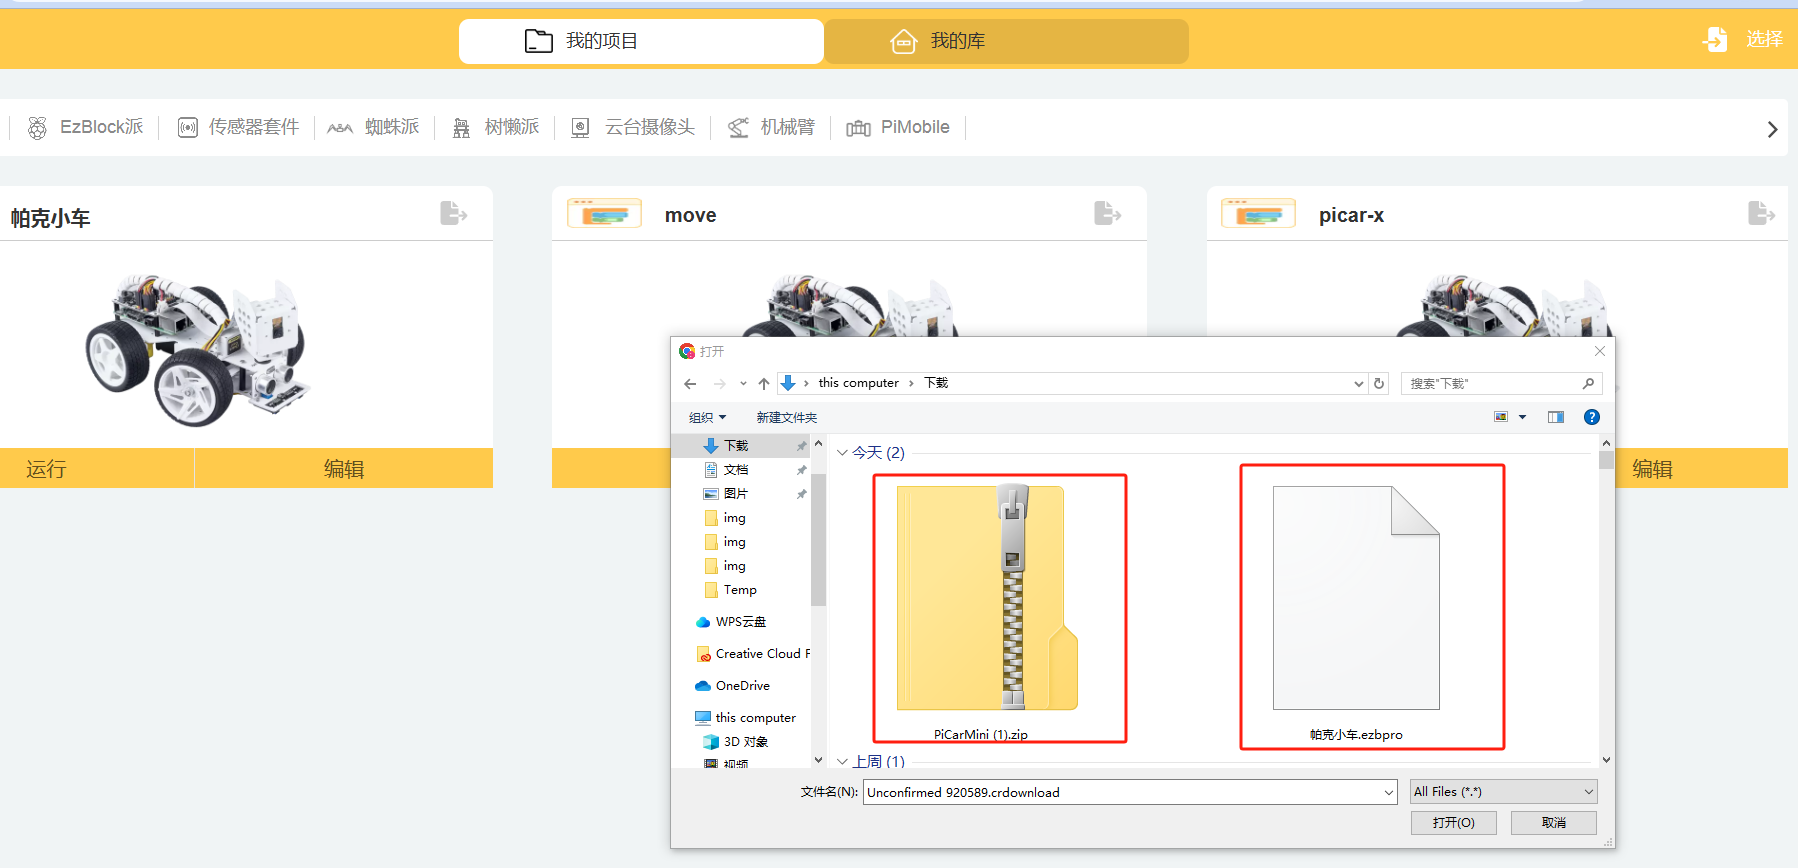 我的项目
我的库
选择
EzBlock派
传感器套件
蜘蛛派
树懒派
云台摄像头
机械臂
PiMobile
帕克小车
move
picar-x
运行
编辑
编辑
打开
this computer
下载
搜索"下载"
组织
新建文件夹
下载
文档
图片
img
img
img
Temp
WPS云盘
Creative Cloud F
OneDrive
this computer
3D 对象
视频
今天 (2)
PiCarMini (1).zip
帕克小车.ezbpro
上周 (1)
文件名(N):
Unconfirmed 920589.crdownload
All Files (*.*)
打开(O)
取消